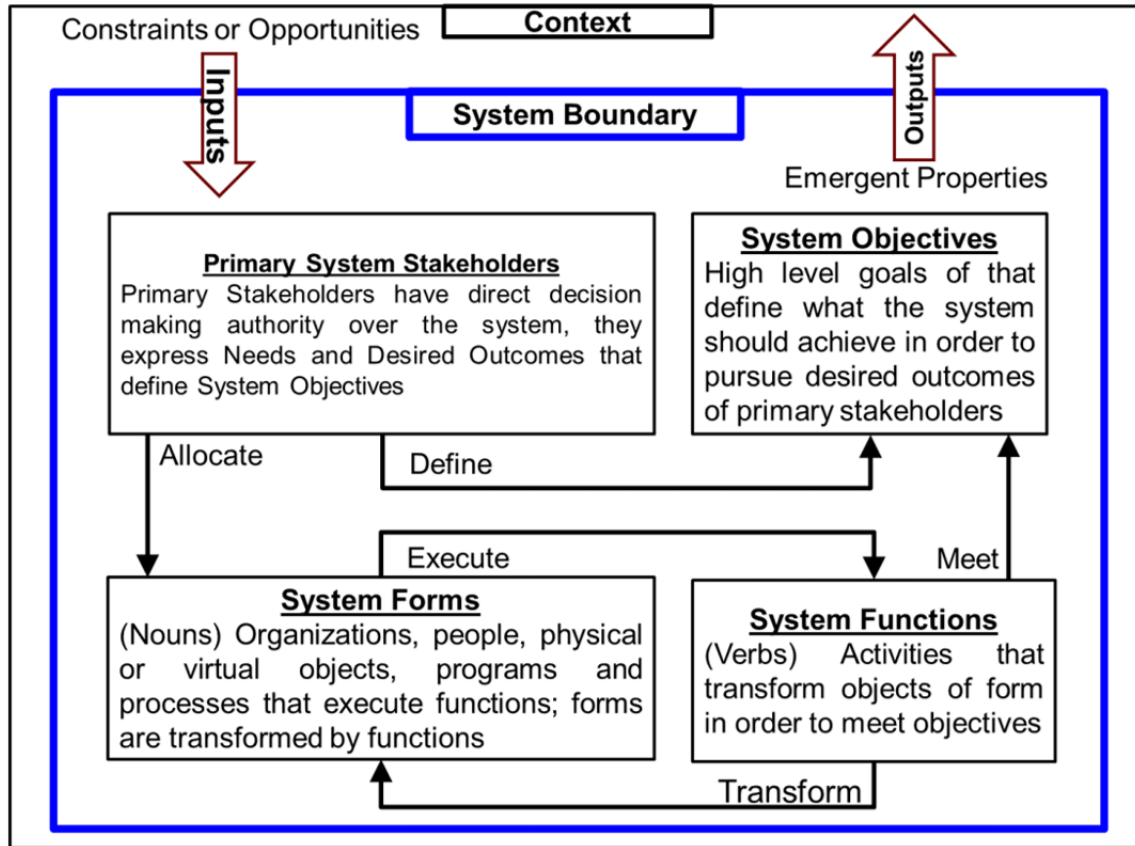 Context
Constraints or Opportunities
Inputs
Outputs
System Boundary
Emergent Properties
Primary System Stakeholders
Primary Stakeholders have direct decision
making authority over the system, they
express Needs and Desired Outcomes that
define System Objectives
System Objectives
High level goals of that
define what the system
should achieve in order to
pursue desired outcomes
of primary stakeholders
Allocate
Define
Execute
Meet
System Forms
(Nouns) Organizations, people, physical
or virtual objects, programs and
processes that execute functions; forms
are transformed by functions
System Functions
(Verbs) Activities that
transform objects of form
in order to meet objectives
Transform